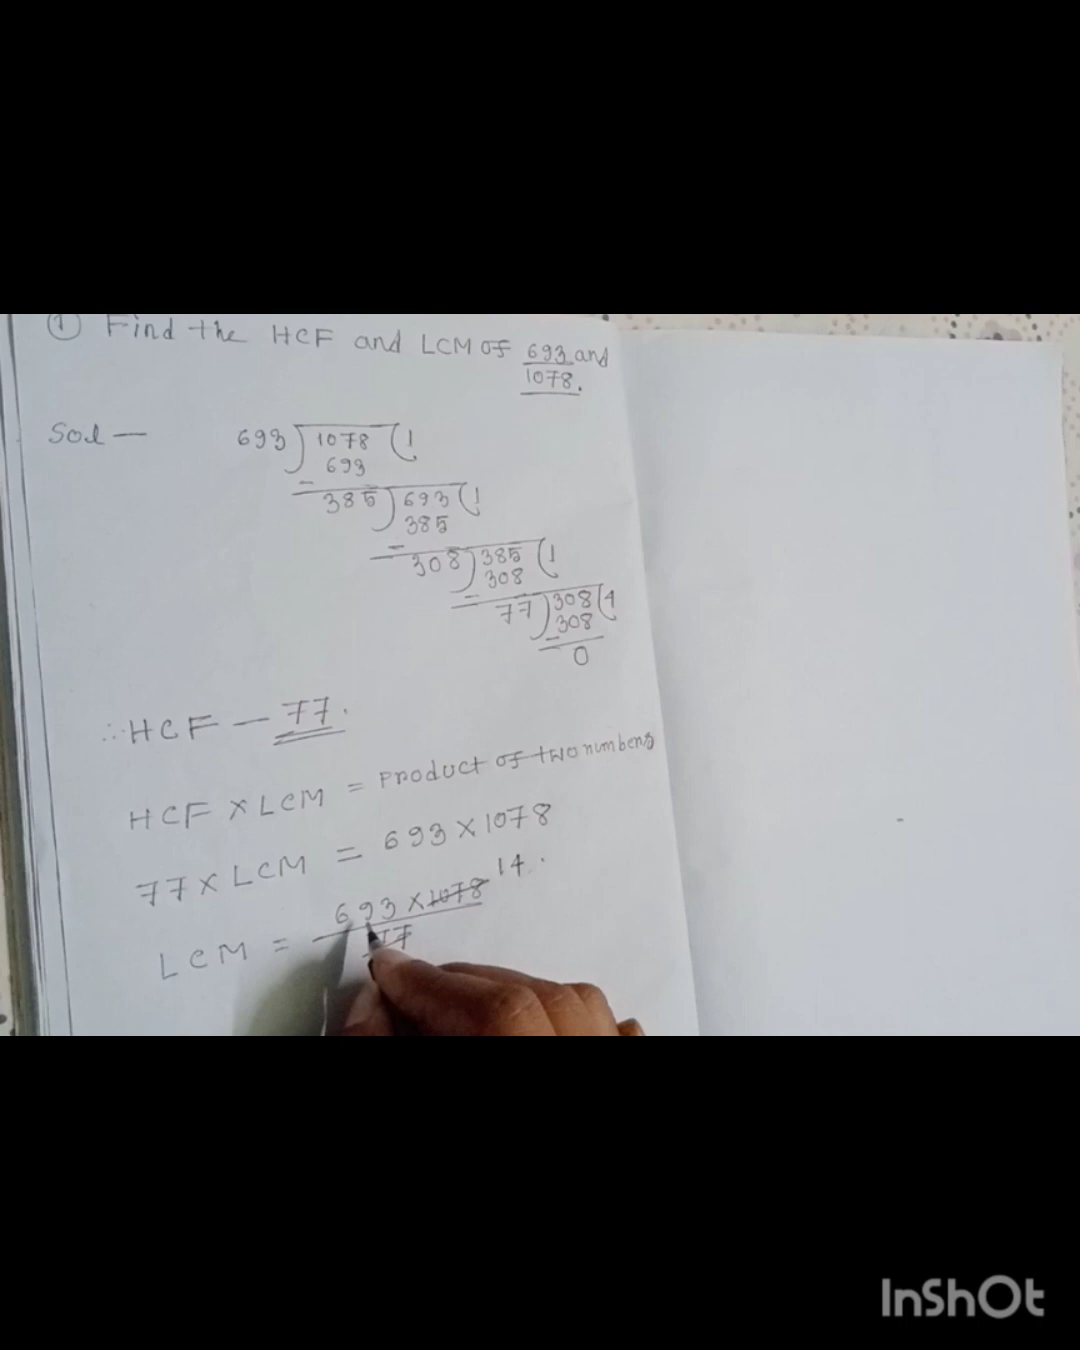 ① Find the HCF and LCM of 693 and
1078.
Sol — 693 ) 1078 ( 1
- 693
385 ) 693 ( 1
- 385
308 ) 385 ( 1
- 308
77 ) 308 ( 4
- 308
0
∴ HCF — 77.
HCF × LCM = Product of two numbers
77 × LCM = 693 × 1078
14.
LCM = 693 × 1078
77
InShOt